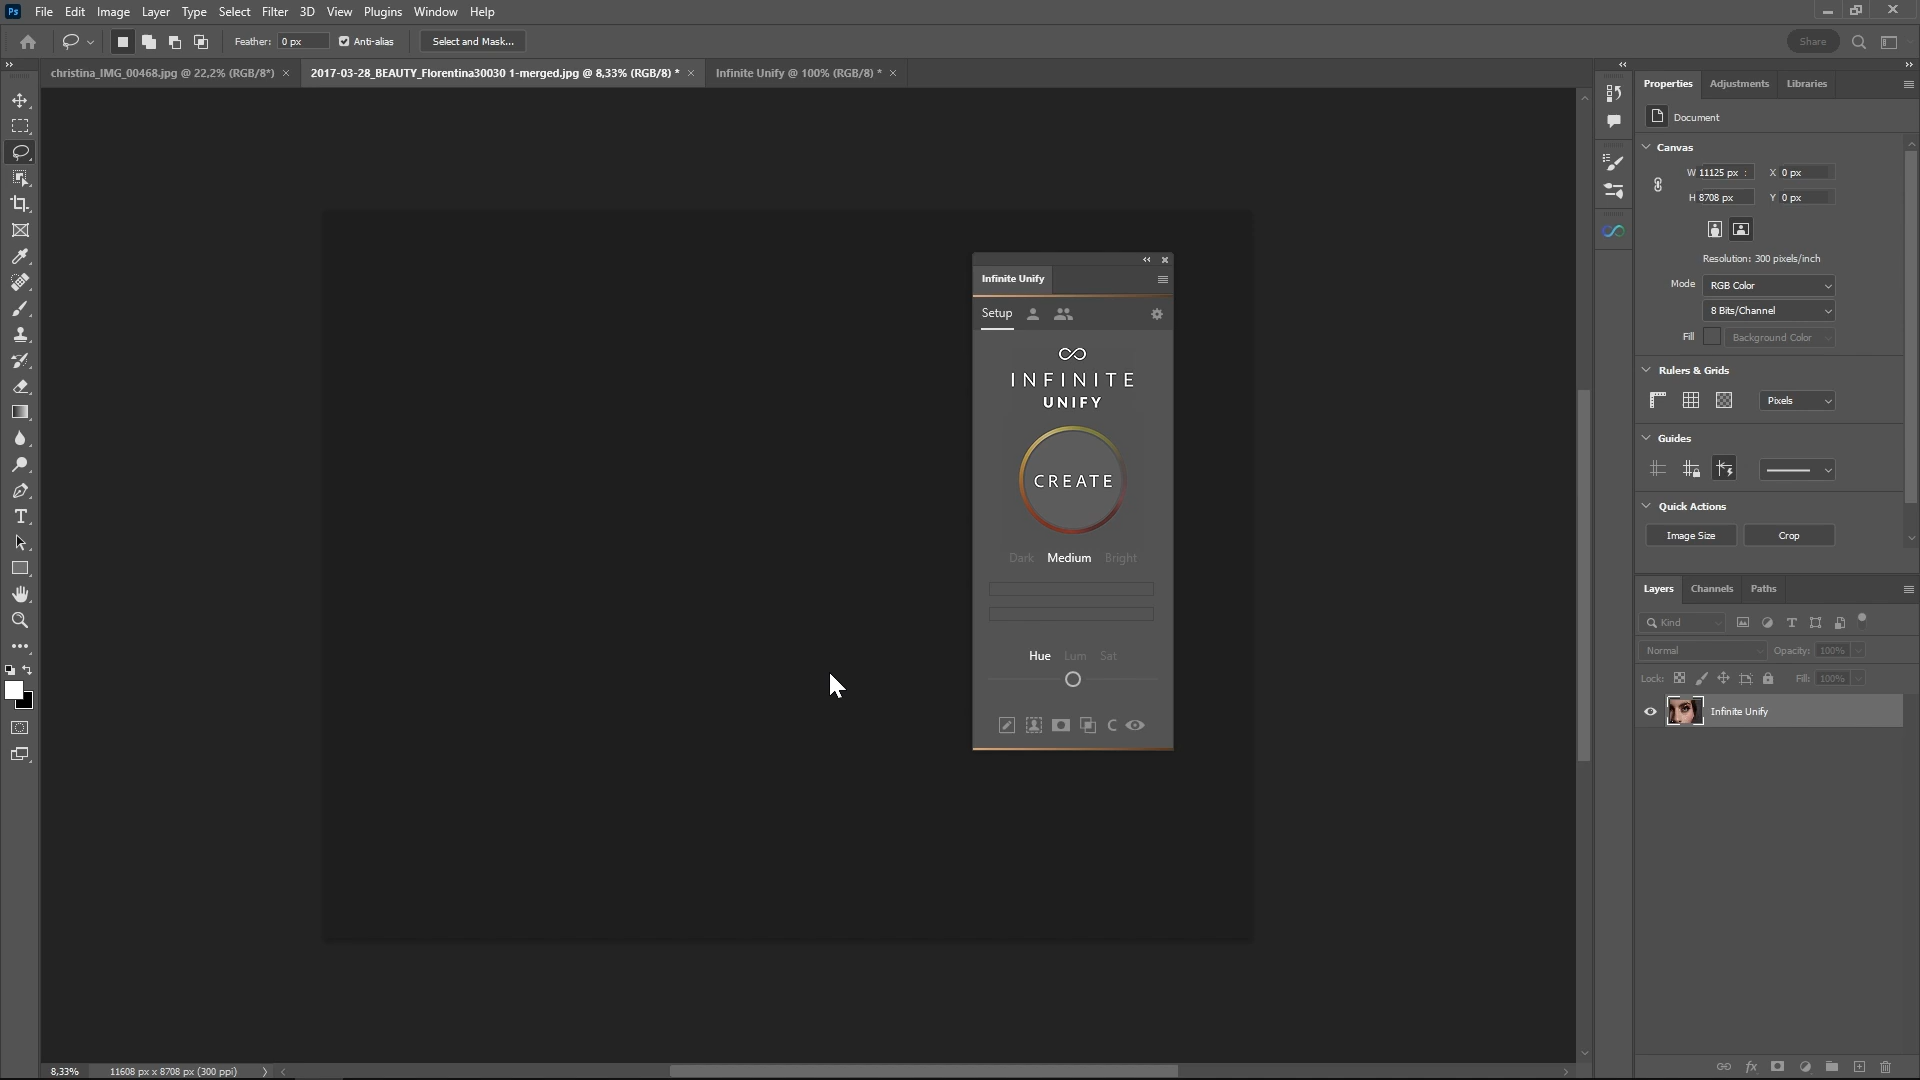 Ps File Edit Image Layer Type Select Filter 3D View Plugins Window Help
Feather: 0 px Anti-alias Select and Mask... Share
christina_IMG_00468.jpg @ 22,2% (RGB/8*) 2017-03-28_BEAUTY_Florentina30030 1-merged.jpg @ 8,33% (RGB/8) * Infinite Unify @ 100% (RGB/8) *
Properties Adjustments Libraries
Document
Canvas
W 11125 px : X 0 px
H 8708 px Y 0 px
Resolution: 300 pixels/inch
Mode RGB Color
8 Bits/Channel
Fill Background Color
Rulers & Grids
Pixels
Guides
Quick Actions
Image Size Crop
Infinite Unify
Setup
INFINITE
UNIFY
CREATE
Dark Medium Bright
Hue Lum Sat
C
Layers Channels Paths
Kind
Normal Opacity: 100%
Lock: Fill: 100%
Infinite Unify
fx
8,33% 11608 px x 8708 px (300 ppi)